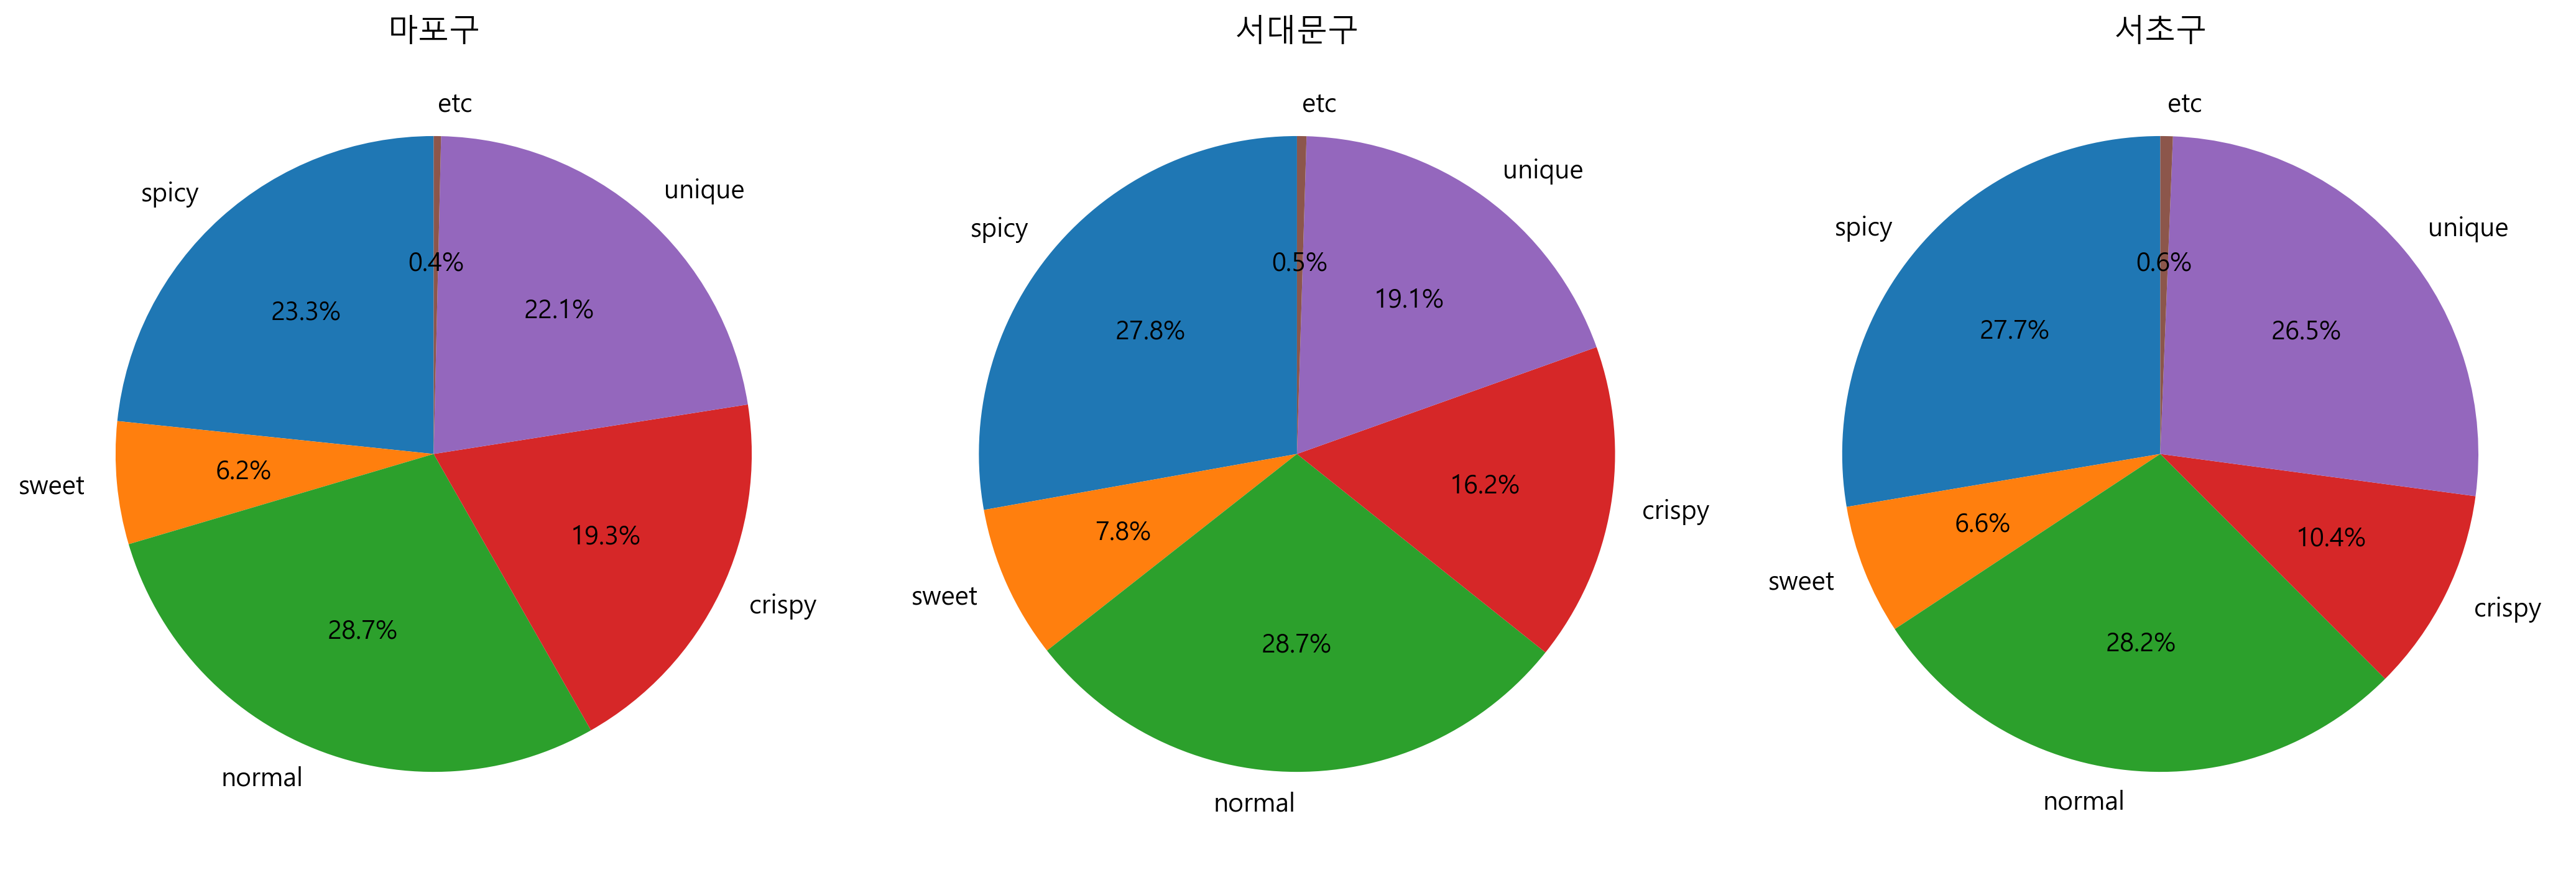 마포구
etc
unique
spicy
0.4%
22.1%
23.3%
6.2%
sweet
19.3%
crispy
28.7%
normal
서대문구
etc
unique
spicy
0.5%
19.1%
27.8%
16.2%
crispy
7.8%
sweet
28.7%
normal
서초구
etc
unique
spicy
0.6%
26.5%
27.7%
6.6%
10.4%
sweet
crispy
28.2%
normal